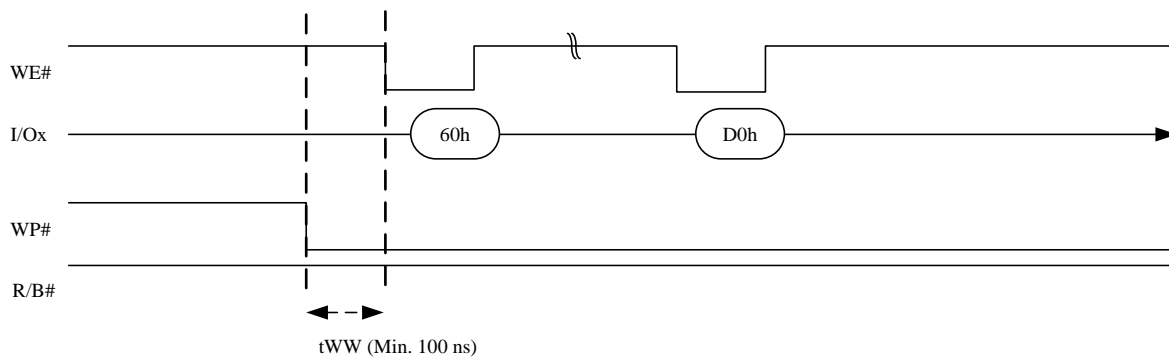 WE#
I/Ox
60h
D0h
WP#
R/B#
tWW (Min. 100 ns)